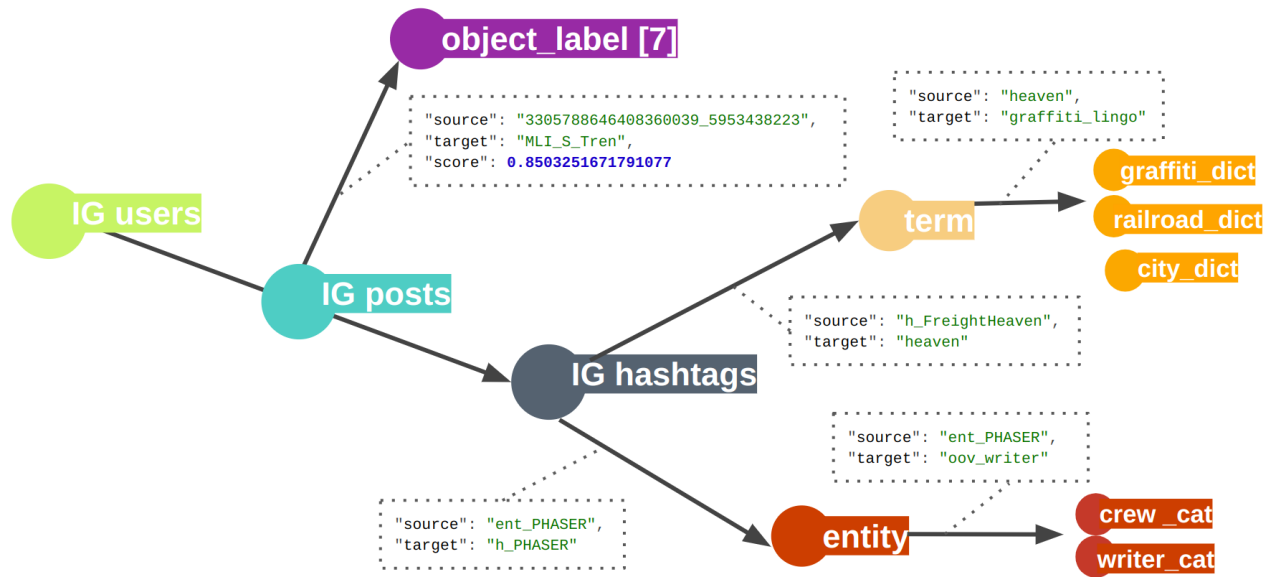 object_label [7]
"source": "heaven",
"target": "graffiti_lingo"
"source": "3305788646408360039_5953438223",
"target": "MLI_S_Tren",
"score": 0.8503251671791077
graffiti_dict
IG users
term
railroad_dict
city_dict
IG posts
"source": "h_FreightHeaven",
"target": "heaven"
IG hashtags
"source": "ent_PHASER",
"target": "oov_writer"
"source": "ent_PHASER",
"target": "h_PHASER"
entity
crew _cat
writer_cat